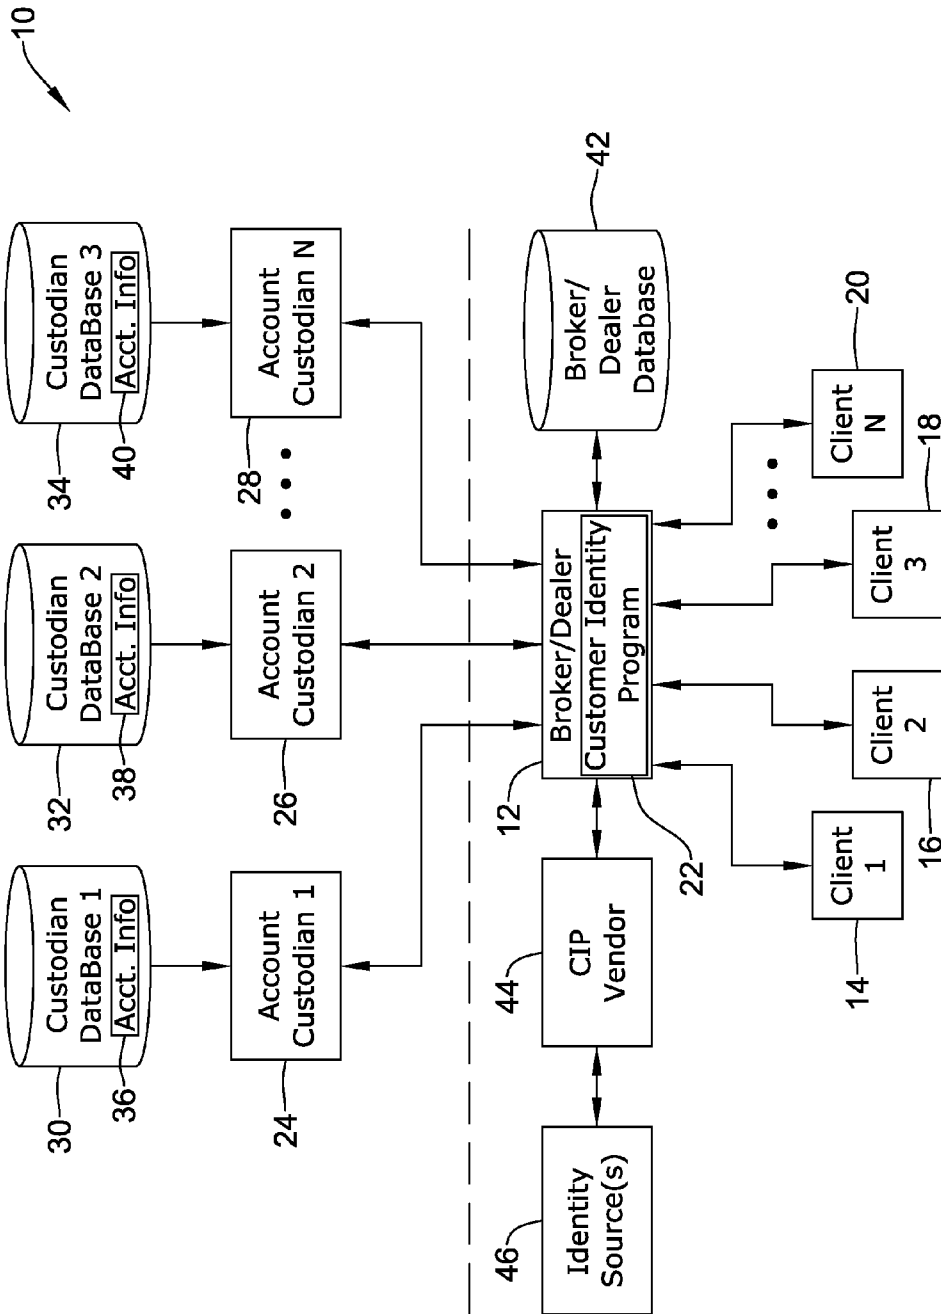 10
Custodian
DataBase 1
Acct. Info
30
36
Custodian
DataBase 2
Acct. Info
32
38
Custodian
DataBase 3
Acct. Info
34
40
Account
Custodian 1
24
Account
Custodian 2
26
Account
Custodian N
28
Identity
Source(s)
46
CIP
Vendor
44
Broker/Dealer
Customer Identity
Program
12
22
Broker/
Dealer
Database
42
Client
1
14
Client
2
16
Client
3
18
Client
N
20